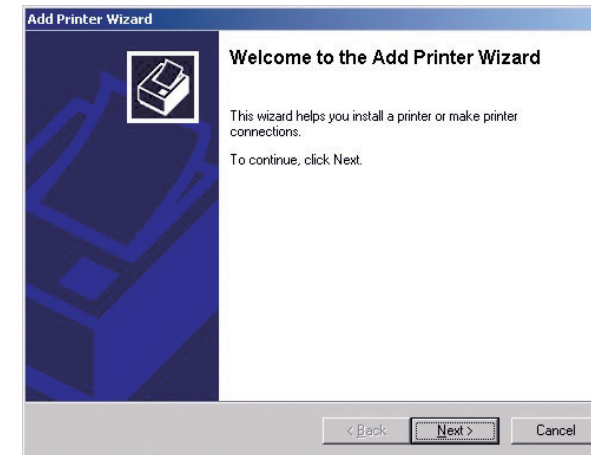 Add Printer Wizard
Welcome to the Add Printer Wizard
This wizard helps you install a printer or make printer
connections.
To continue, click Next.
< Back
Next >
Cancel